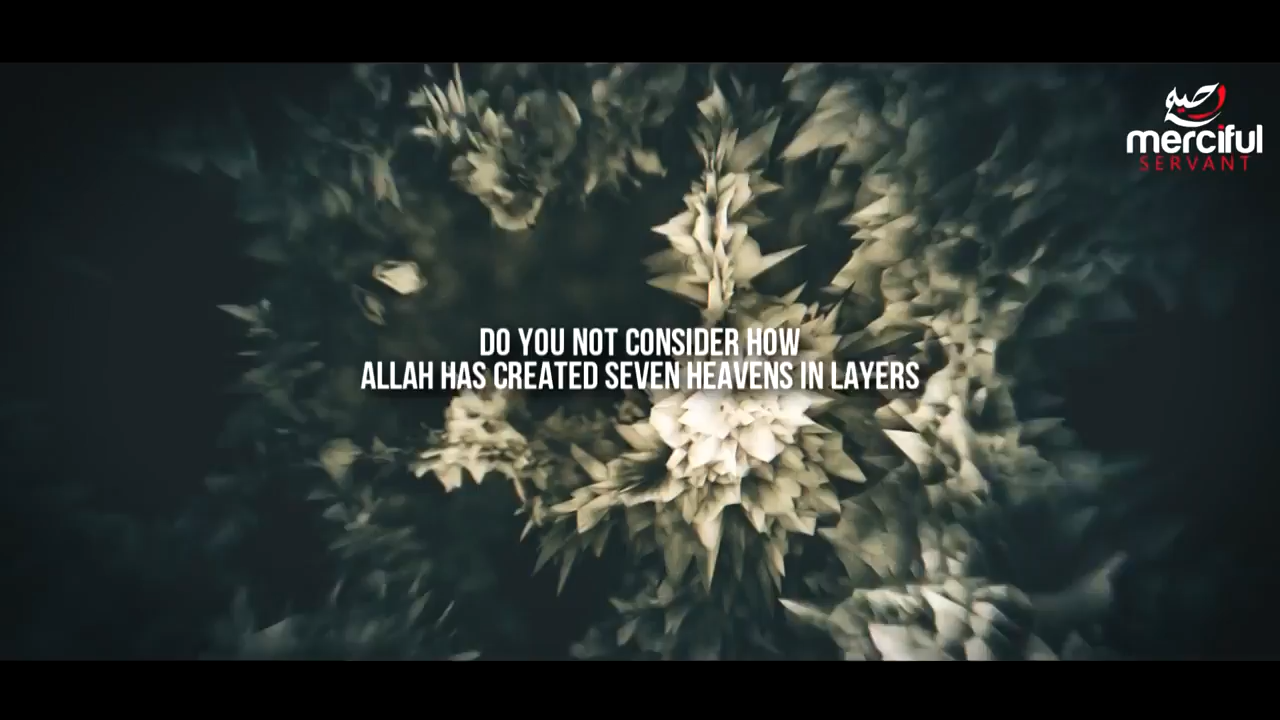 merciful
SERVANT
DO YOU NOT CONSIDER HOW
ALLAH HAS CREATED SEVEN HEAVENS IN LAYERS